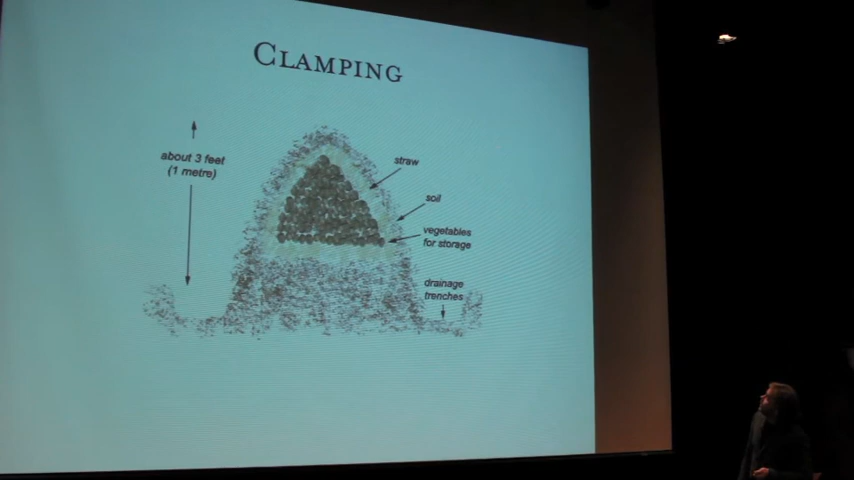 CLAMPING
about 3 feet
(1 metre)
straw
soil
vegetables
for storage
drainage
trenches